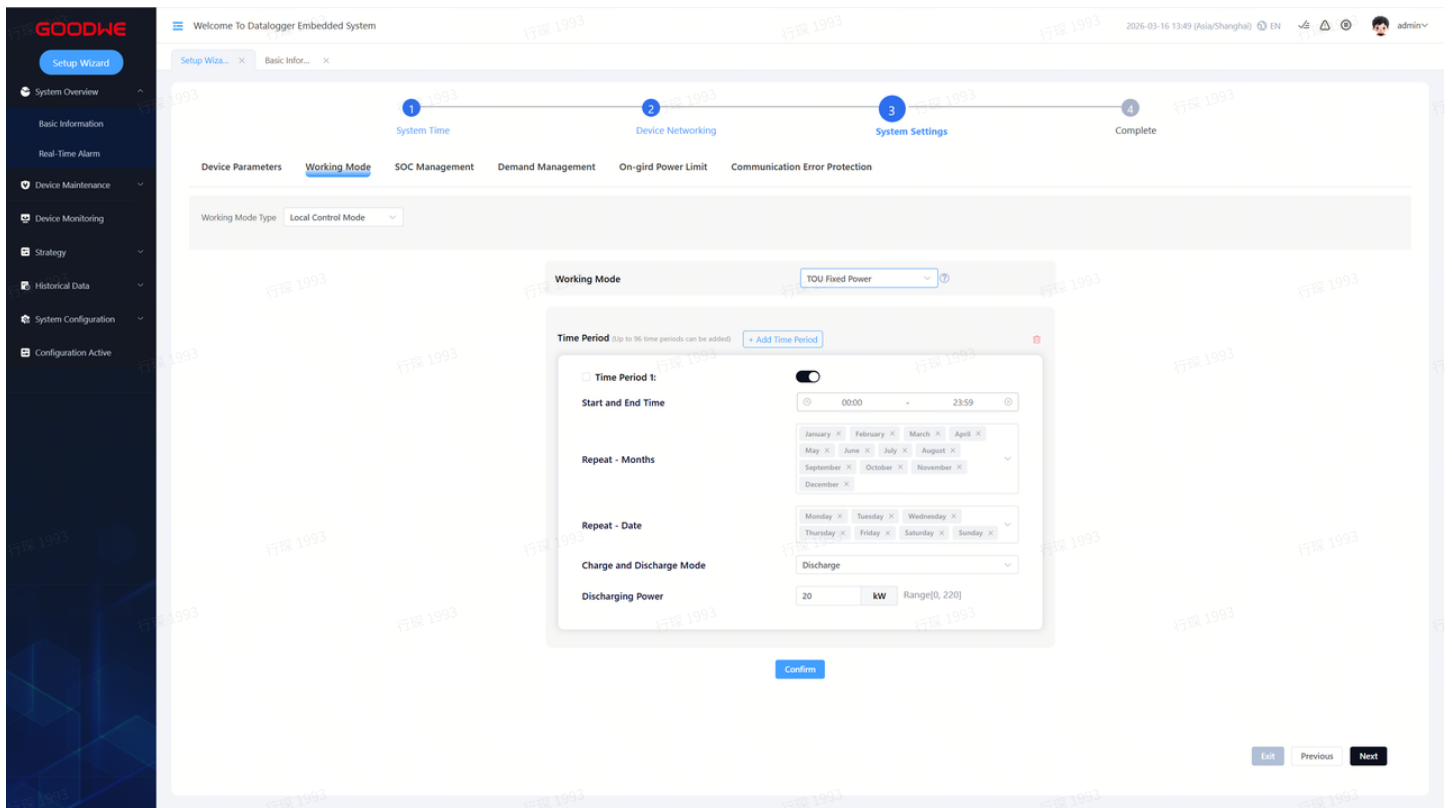 GOODWE
Welcome To Datalogger Embedded System
2026-03-16 13:49 (Asia/Shanghai) EN
admin
Setup Wizard
Setup Wiza... ×
Basic Infor... ×
System Overview
Basic Information
Real-Time Alarm
Device Maintenance
Device Monitoring
Strategy
Historical Data
System Configuration
Configuration Active
1
2
3
4
System Time
Device Networking
System Settings
Complete
Device Parameters
Working Mode
SOC Management
Demand Management
On-gird Power Limit
Communication Error Protection
Working Mode Type Local Control Mode
Working Mode TOU Fixed Power ?
Time Period (Up to 96 time periods can be added) + Add Time Period
Time Period 1:
Start and End Time 00:00 - 23:59
Repeat - Months
January × February × March × April ×
May × June × July × August ×
September × October × November ×
December ×
Repeat - Date
Monday × Tuesday × Wednesday ×
Thursday × Friday × Saturday × Sunday ×
Charge and Discharge Mode Discharge
Discharging Power 20 kW Range[0, 220]
Confirm
Exit Previous Next
行琛 1993